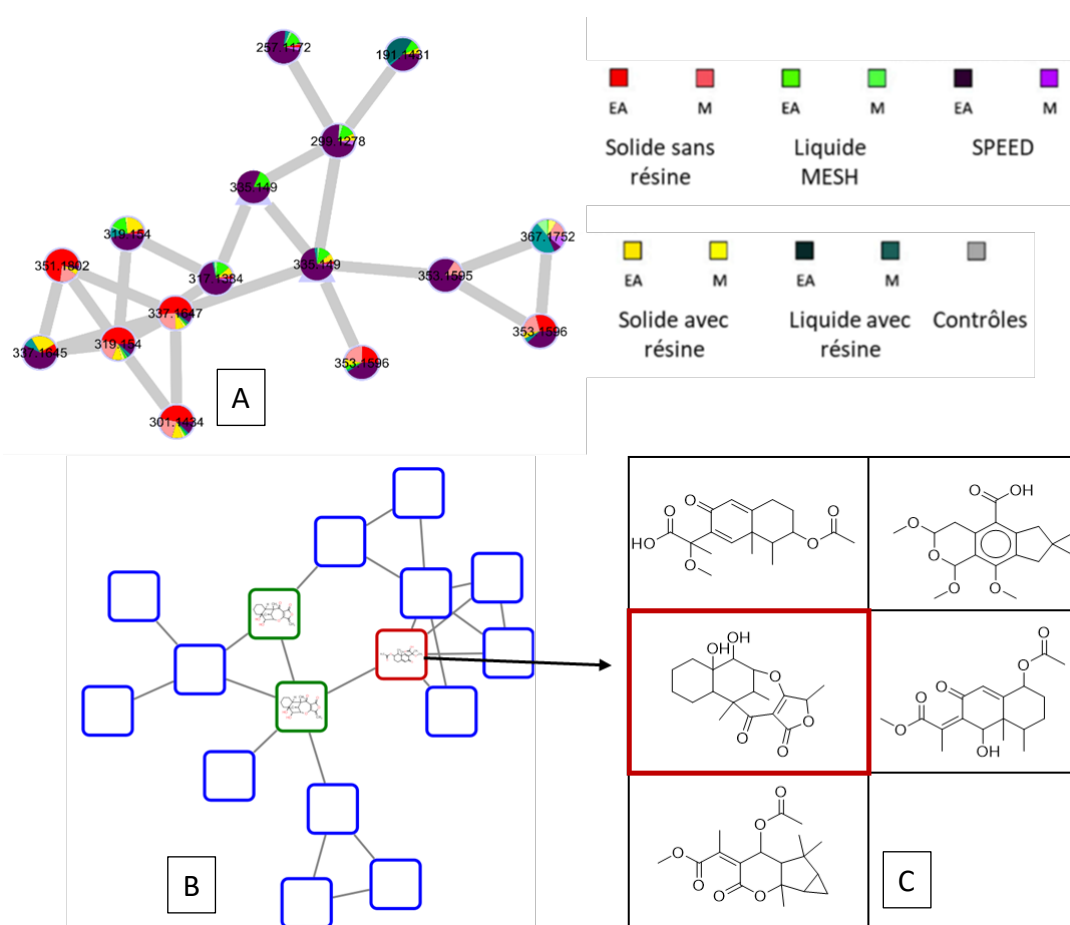 257.1172
191.1431
299.1278
335.149
319.154
351.1802
317.1384
335.149
353.1595
367.1752
337.1647
319.154
337.1645
353.1596
353.1596
301.1434
A
EA M EA M EA M
Solide sans résine
Liquide MESH
SPEED
EA M EA M
Solide avec résine
Liquide avec résine
Contrôles
B
O
O
O
HO
O
O
O
OH
O
O
O
O
O
OH
OH
O
O
O
O
O
O
O
O
O
OH
O
O
O
O
O
O
C